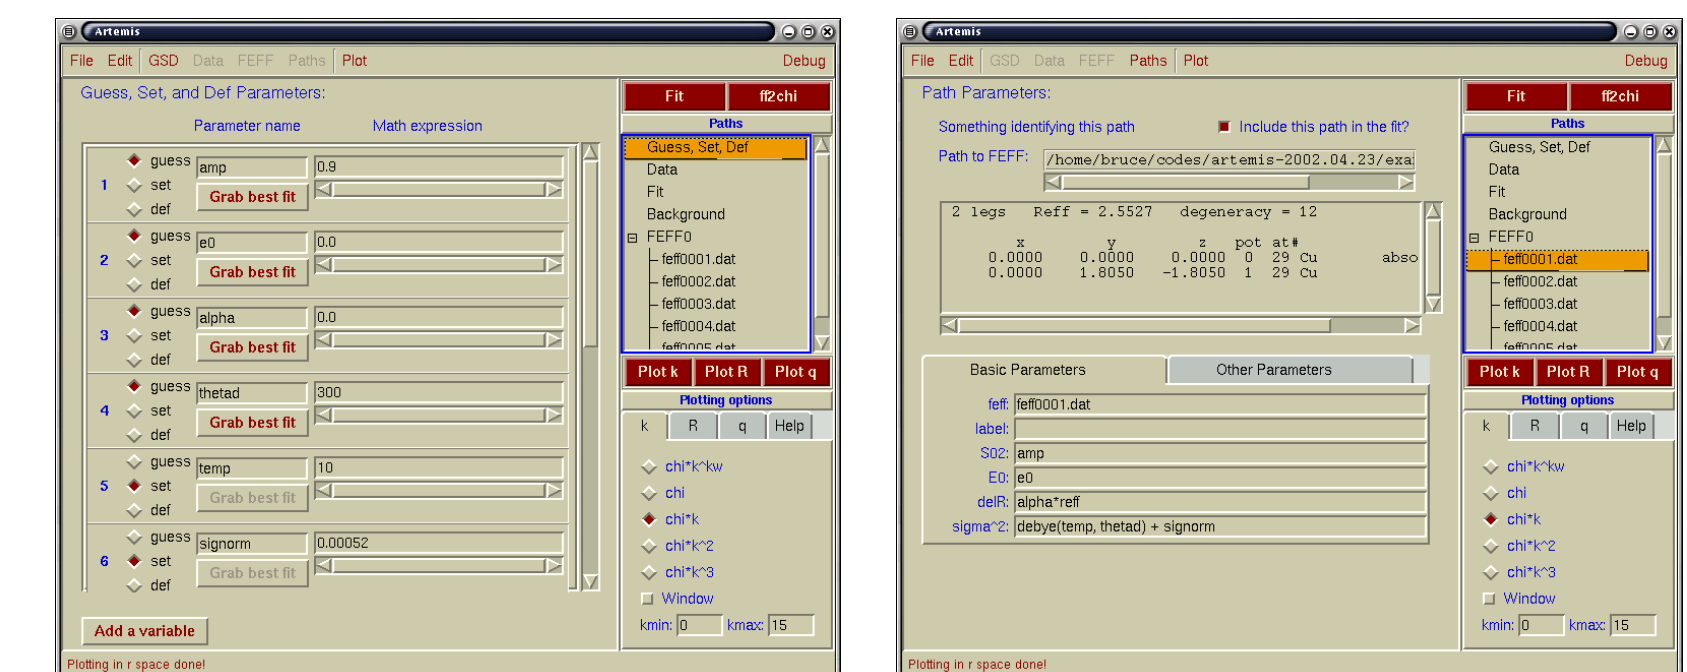 Artemis
File Edit GSD Data FEFF Paths Plot Debug
Guess, Set, and Def Parameters:
Parameter name Math expression
1 guess amp 0.9
set Grab best fit
def
2 guess e0 0.0
set Grab best fit
def
3 guess alpha 0.0
set Grab best fit
def
4 guess thetad 300
set Grab best fit
def
5 guess temp 10
set Grab best fit
def
6 guess signorm 0.00052
set Grab best fit
def
Add a variable
Fit ff2chi
Paths
Guess, Set, Def
Data
Fit
Background
FEFF0
feff0001.dat
feff0002.dat
feff0003.dat
feff0004.dat
feff0005.dat
Plot k Plot R Plot q
Plotting options
k R q Help
chi*k^kw
chi
chi*k
chi*k^2
chi*k^3
Window
kmin: 0 kmax: 15
Plotting in r space done!
Artemis
File Edit GSD Data FEFF Paths Plot Debug
Path Parameters:
Something identifying this path Include this path in the fit?
Path to FEFF: /home/bruce/codes/artemis-2002.04.23/exa
2 legs Reff = 2.5527 degeneracy = 12
x y z pot at#
0.0000 0.0000 0.0000 0 29 Cu abso
0.0000 1.8050 -1.8050 1 29 Cu
Basic Parameters Other Parameters
feff: feff0001.dat
label:
S02: amp
E0: e0
delR: alpha*reff
sigma^2: debye(temp, thetad) + signorm
Fit ff2chi
Paths
Guess, Set, Def
Data
Fit
Background
FEFF0
feff0001.dat
feff0002.dat
feff0003.dat
feff0004.dat
feff0005.dat
Plot k Plot R Plot q
Plotting options
k R q Help
chi*k^kw
chi
chi*k
chi*k^2
chi*k^3
Window
kmin: 0 kmax: 15
Plotting in r space done!